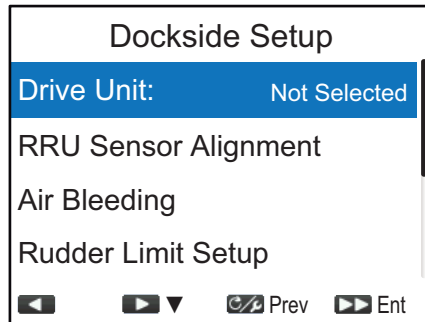 Dockside Setup
Drive Unit: Not Selected
RRU Sensor Alignment
Air Bleeding
Rudder Limit Setup
Prev Ent